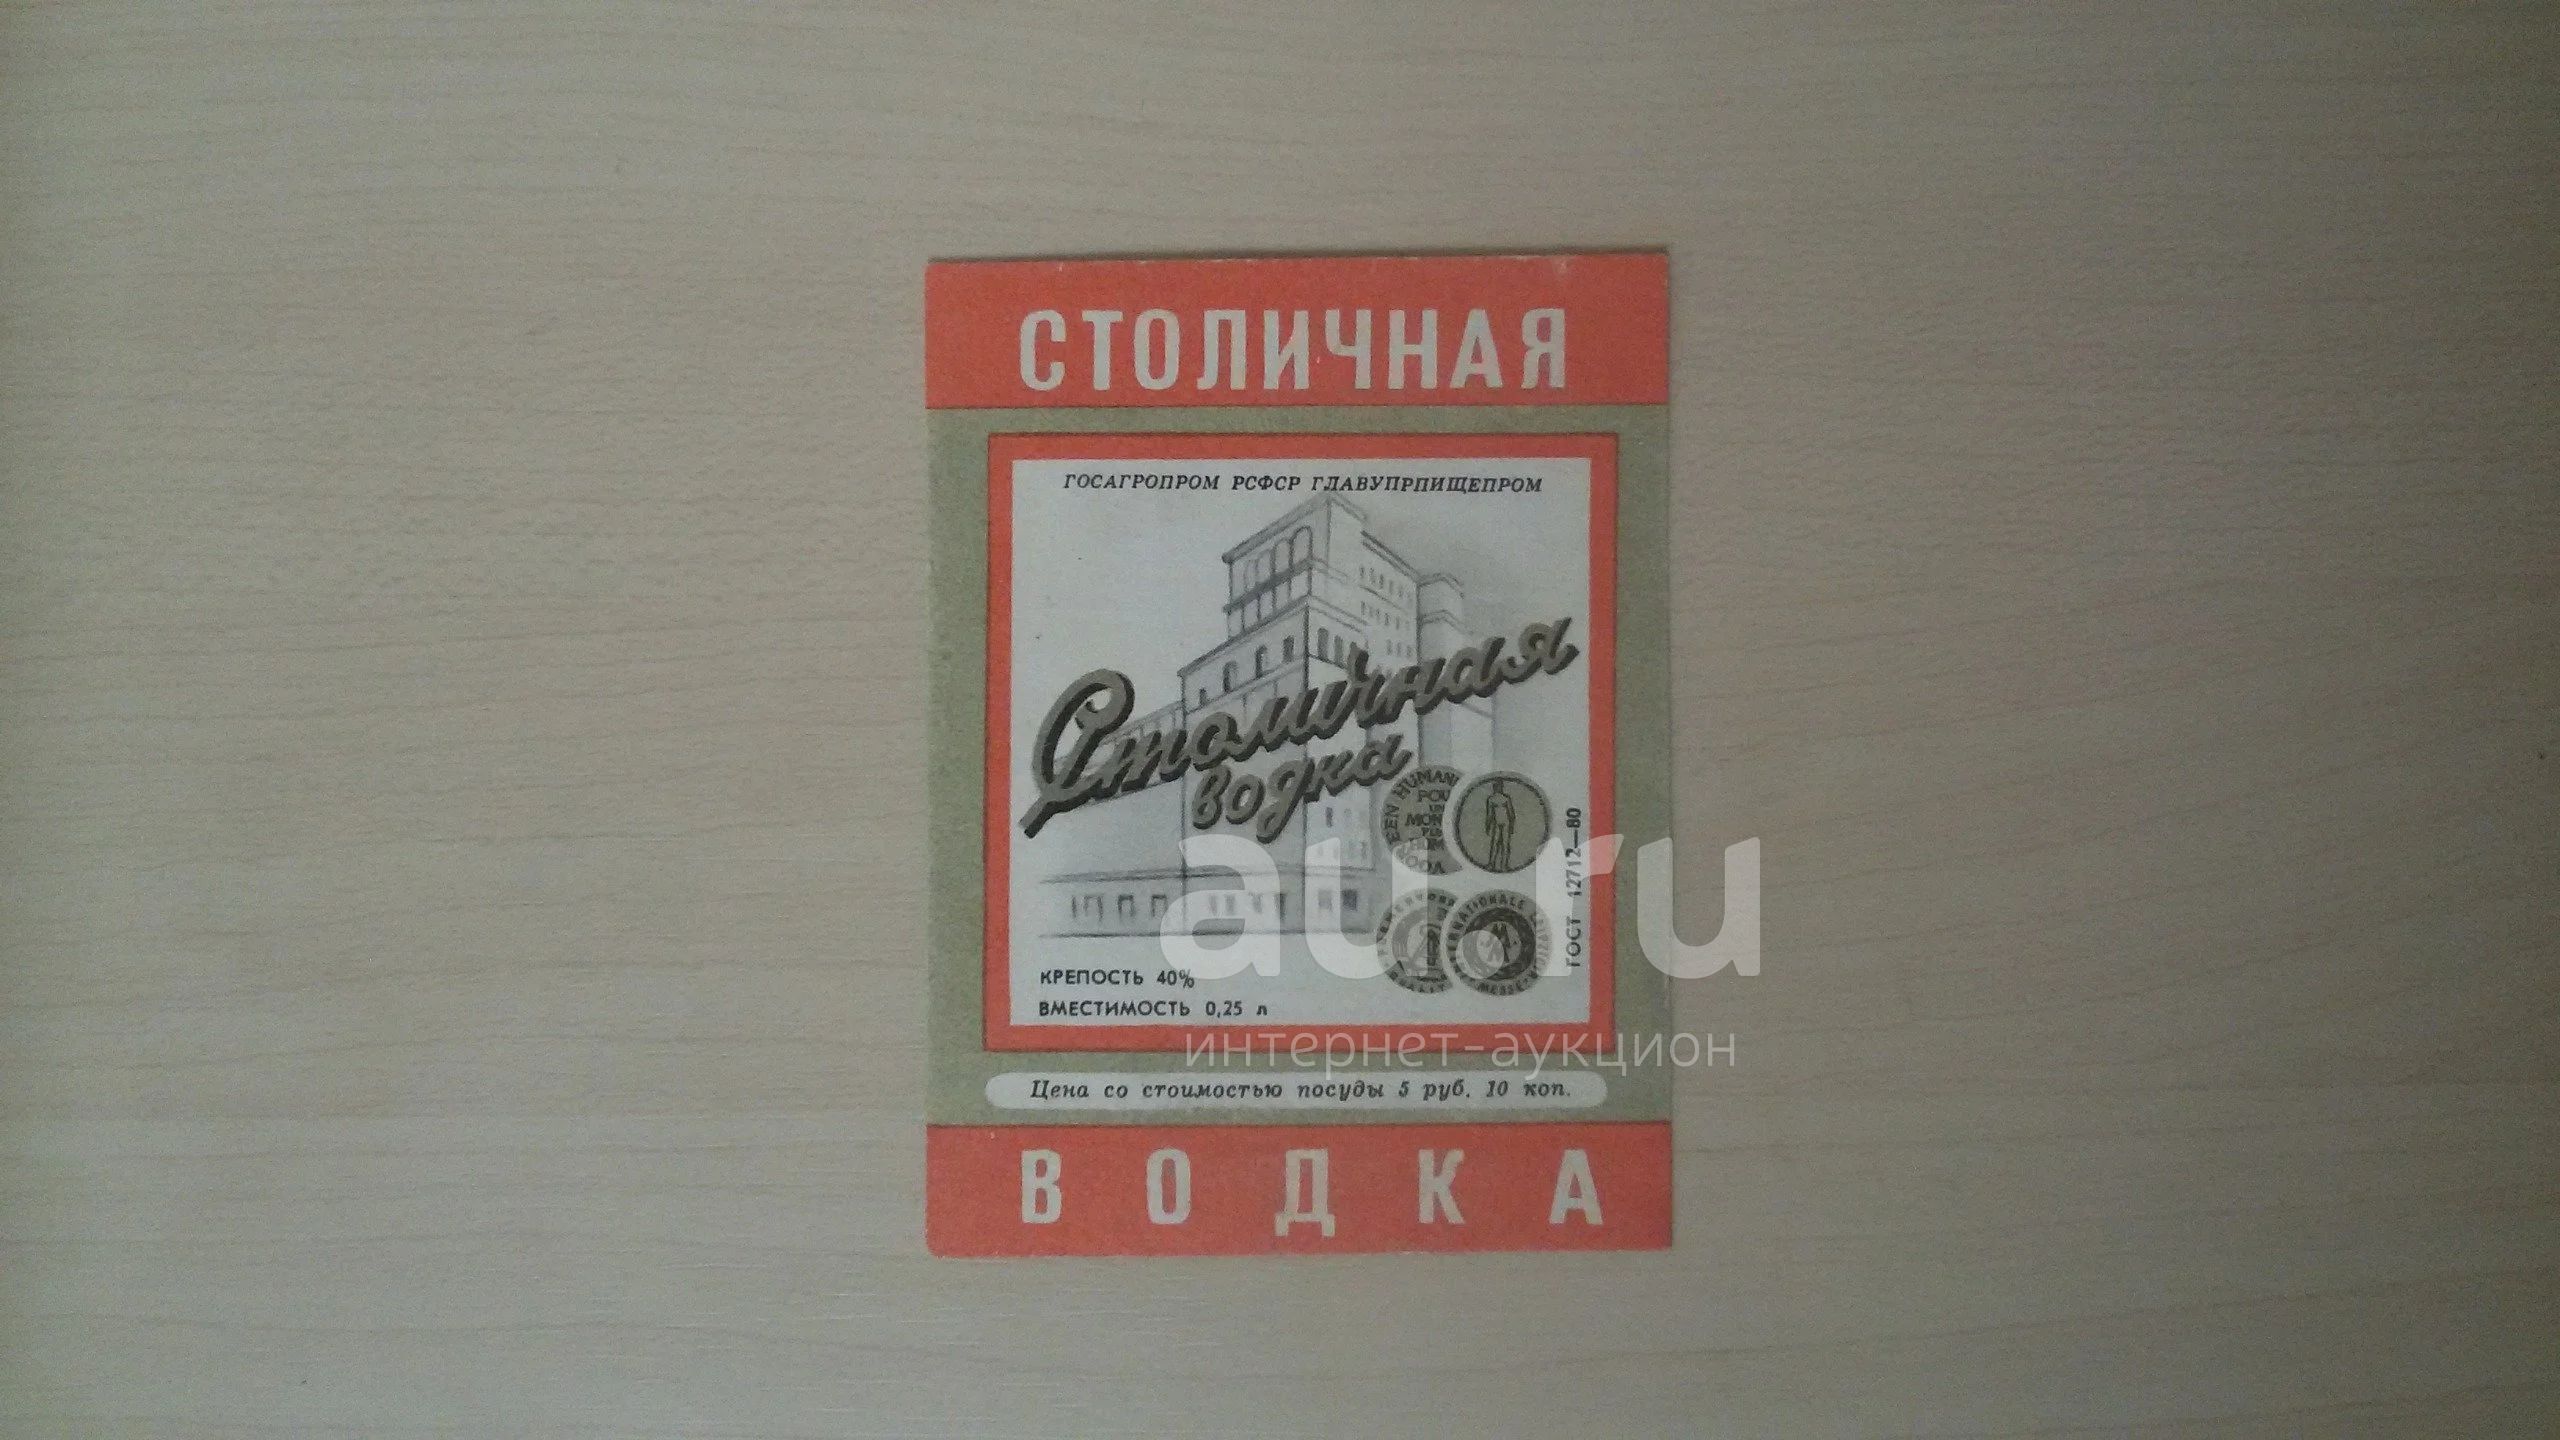 СТОЛИЧНАЯ
ГОСАГРОПРОМ РСФСР ГЛАВУПРПИЩЕПРОМ
Столичная
водка
ГОСТ 12712—80
КРЕПОСТЬ 40%
ВМЕСТИМОСТЬ 0,25 л
Цена со стоимостью посуды 5 руб. 10 коп.
ВОДКА
au.ru
интернет-аукцион